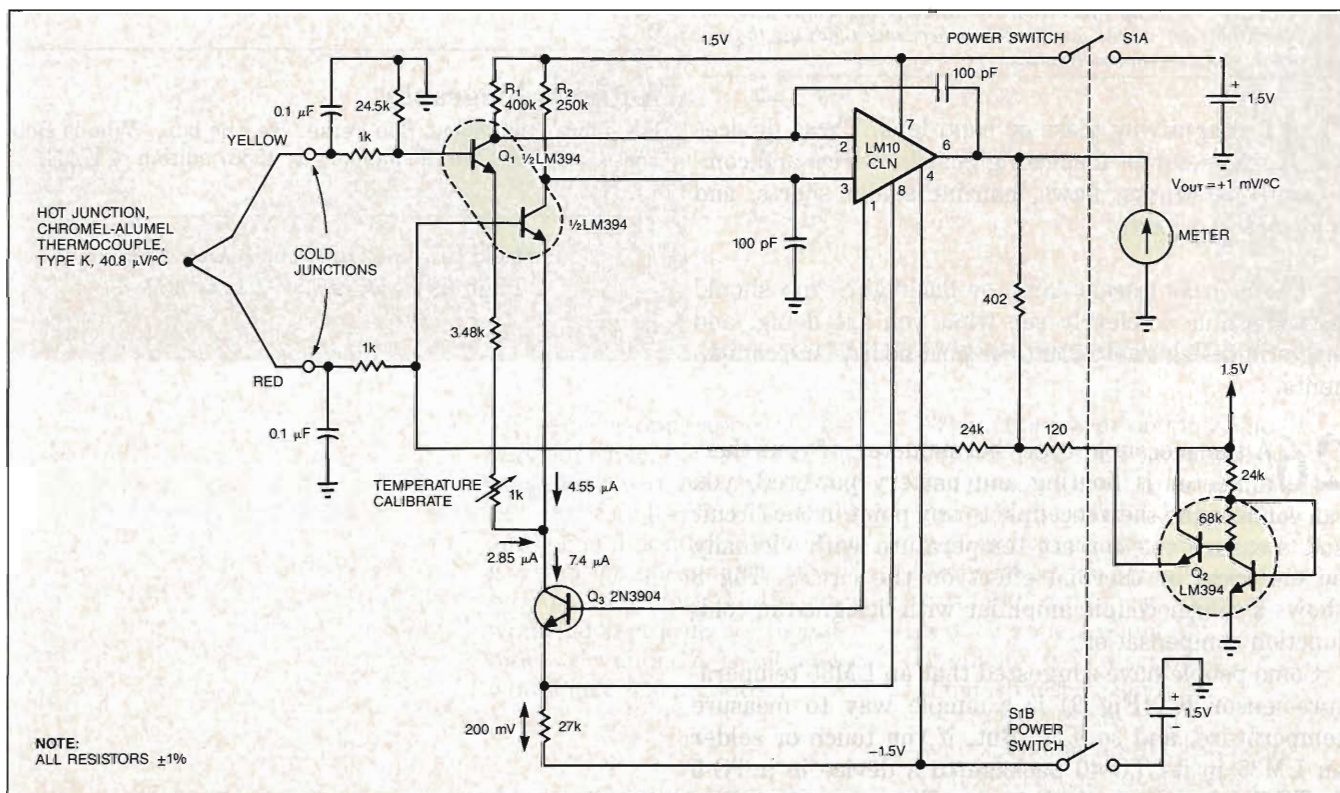 1.5V
POWER SWITCH
S1A
100 pF
0.1 µF
24.5k
R1
400k
R2
250k
1.5V
YELLOW
1k
Q1
½LM394
2
3
7
LM10
CLN
6
4
8
1
VOUT = +1 mV/°C
HOT JUNCTION,
CHROMEL-ALUMEL
THERMOCOUPLE,
TYPE K, 40.8 µV/°C
COLD
JUNCTIONS
½LM394
100 pF
METER
3.48k
402
1k
RED
1.5V
0.1 µF
24k
120
TEMPERATURE
CALIBRATE
1k
4.55 µA
24k
68k
2.85 µA
7.4 µA
Q2
LM394
Q3 2N3904
200 mV
27k
S1B
POWER
SWITCH
1.5V
−1.5V
NOTE:
ALL RESISTORS ±1%